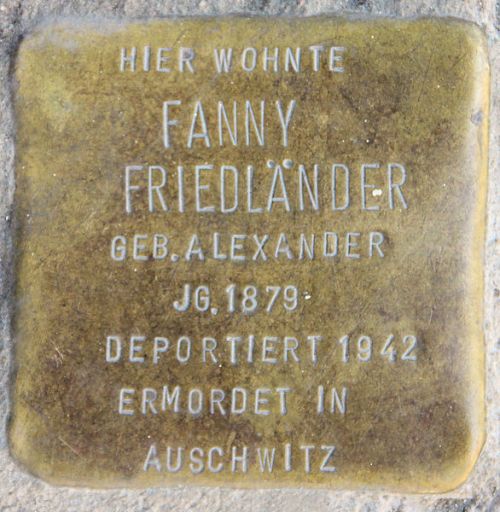 HIER WOHNTE
FANNY
FRIEDLÄNDER
GEB. ALEXANDER
JG. 1879
DEPORTIERT 1942
ERMORDET IN
AUSCHWITZ